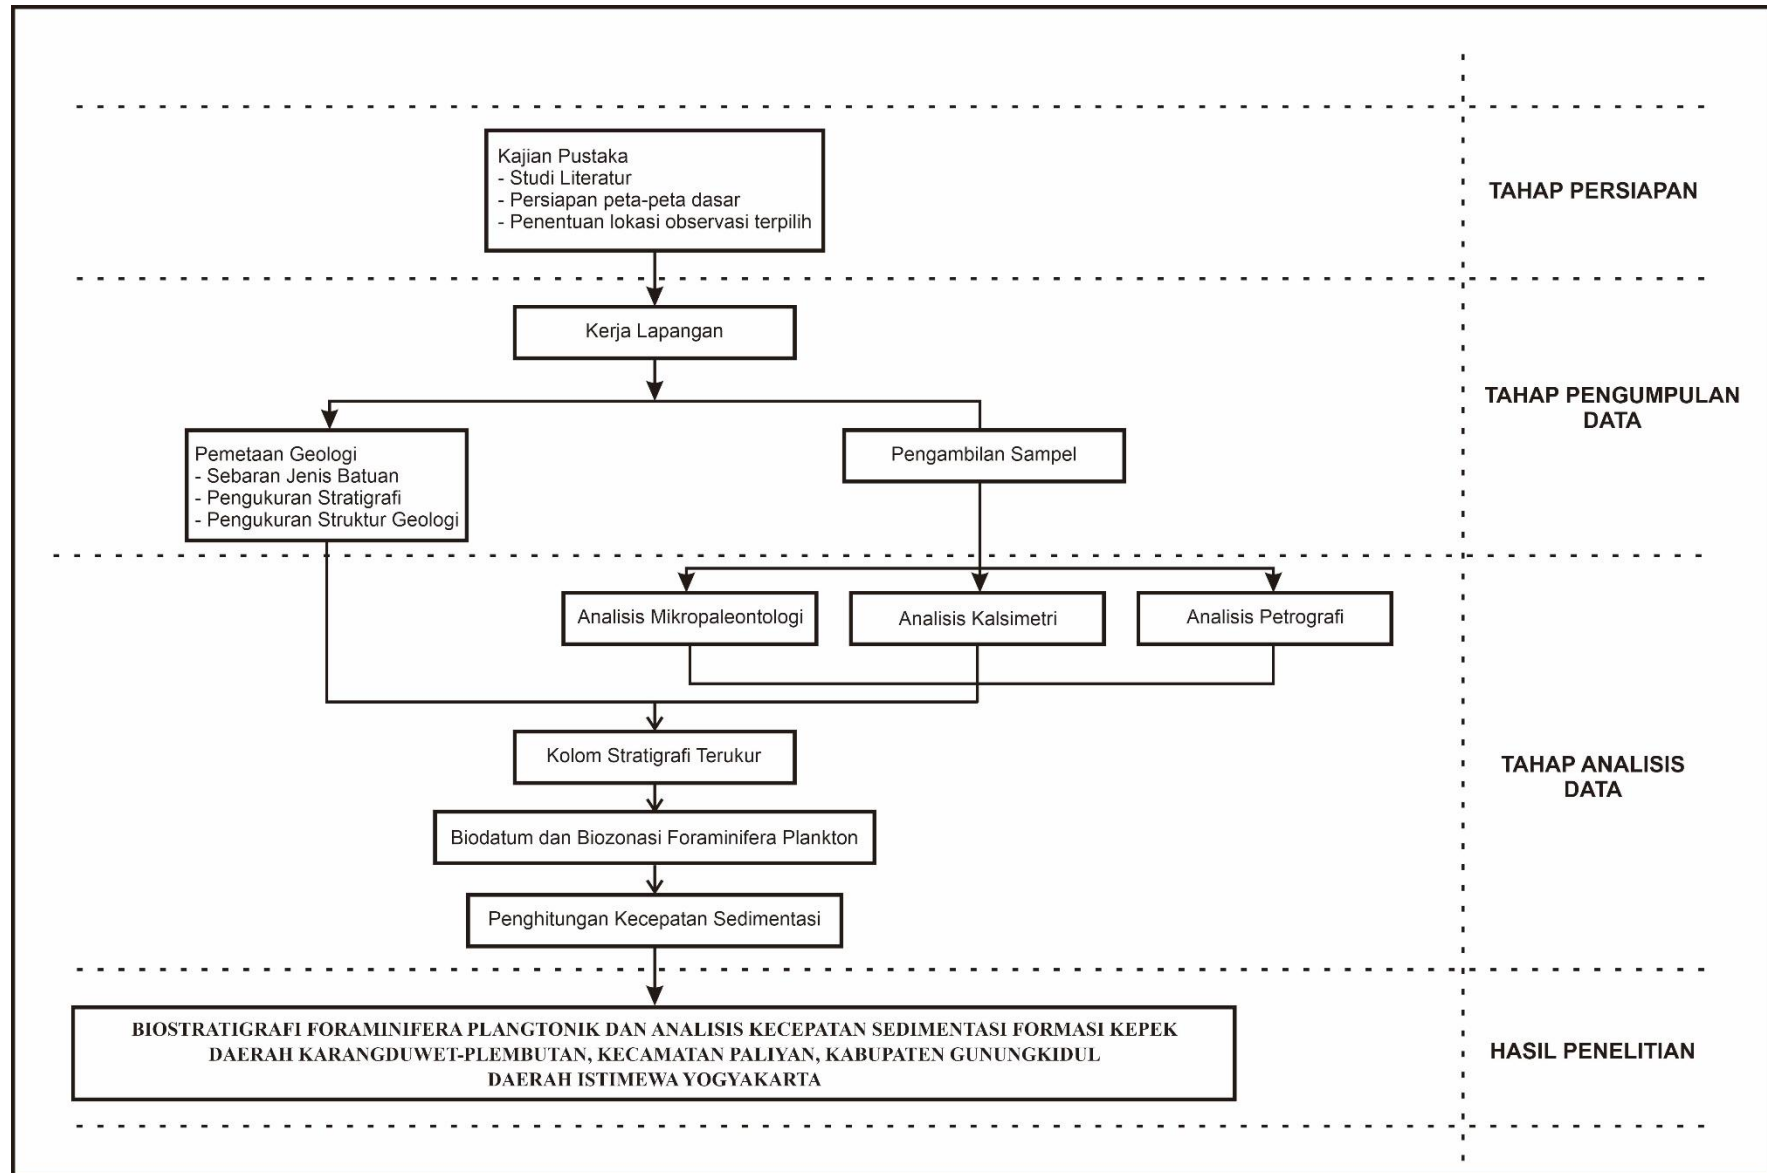 Kajian Pustaka
- Studi Literatur
- Persiapan peta-peta dasar
- Penentuan lokasi observasi terpilih
TAHAP PERSIAPAN
Kerja Lapangan
Pemetaan Geologi
- Sebaran Jenis Batuan
- Pengukuran Stratigrafi
- Pengukuran Struktur Geologi
Pengambilan Sampel
TAHAP PENGUMPULAN
DATA
Analisis Mikropaleontologi
Analisis Kalsimetri
Analisis Petrografi
Kolom Stratigrafi Terukur
Biodatum dan Biozonasi Foraminifera Plankton
Penghitungan Kecepatan Sedimentasi
TAHAP ANALISIS
DATA
BIOSTRATIGRAFI FORAMINIFERA PLANGTONIK DAN ANALISIS KECEPATAN SEDIMENTASI FORMASI KEPEK
DAERAH KARANGDUWET-PLEMBUTAN, KECAMATAN PALIYAN, KABUPATEN GUNUNGKIDUL
DAERAH ISTIMEWA YOGYAKARTA
HASIL PENELITIAN